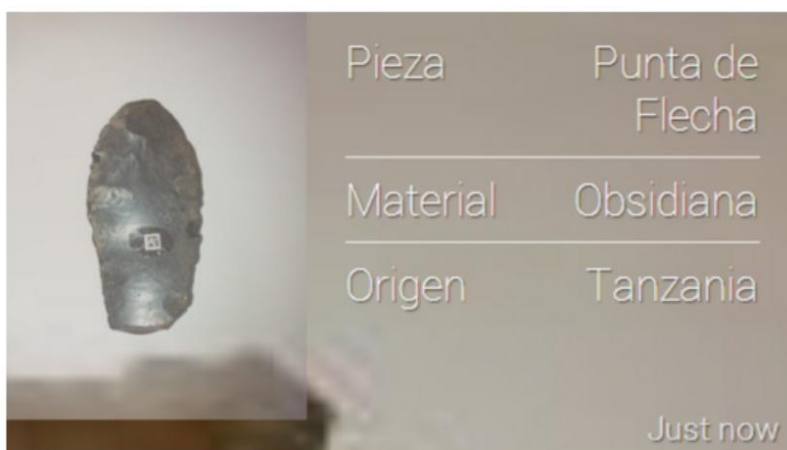 Pieza Punta de
Flecha
Material Obsidiana
Origen Tanzania
Just now